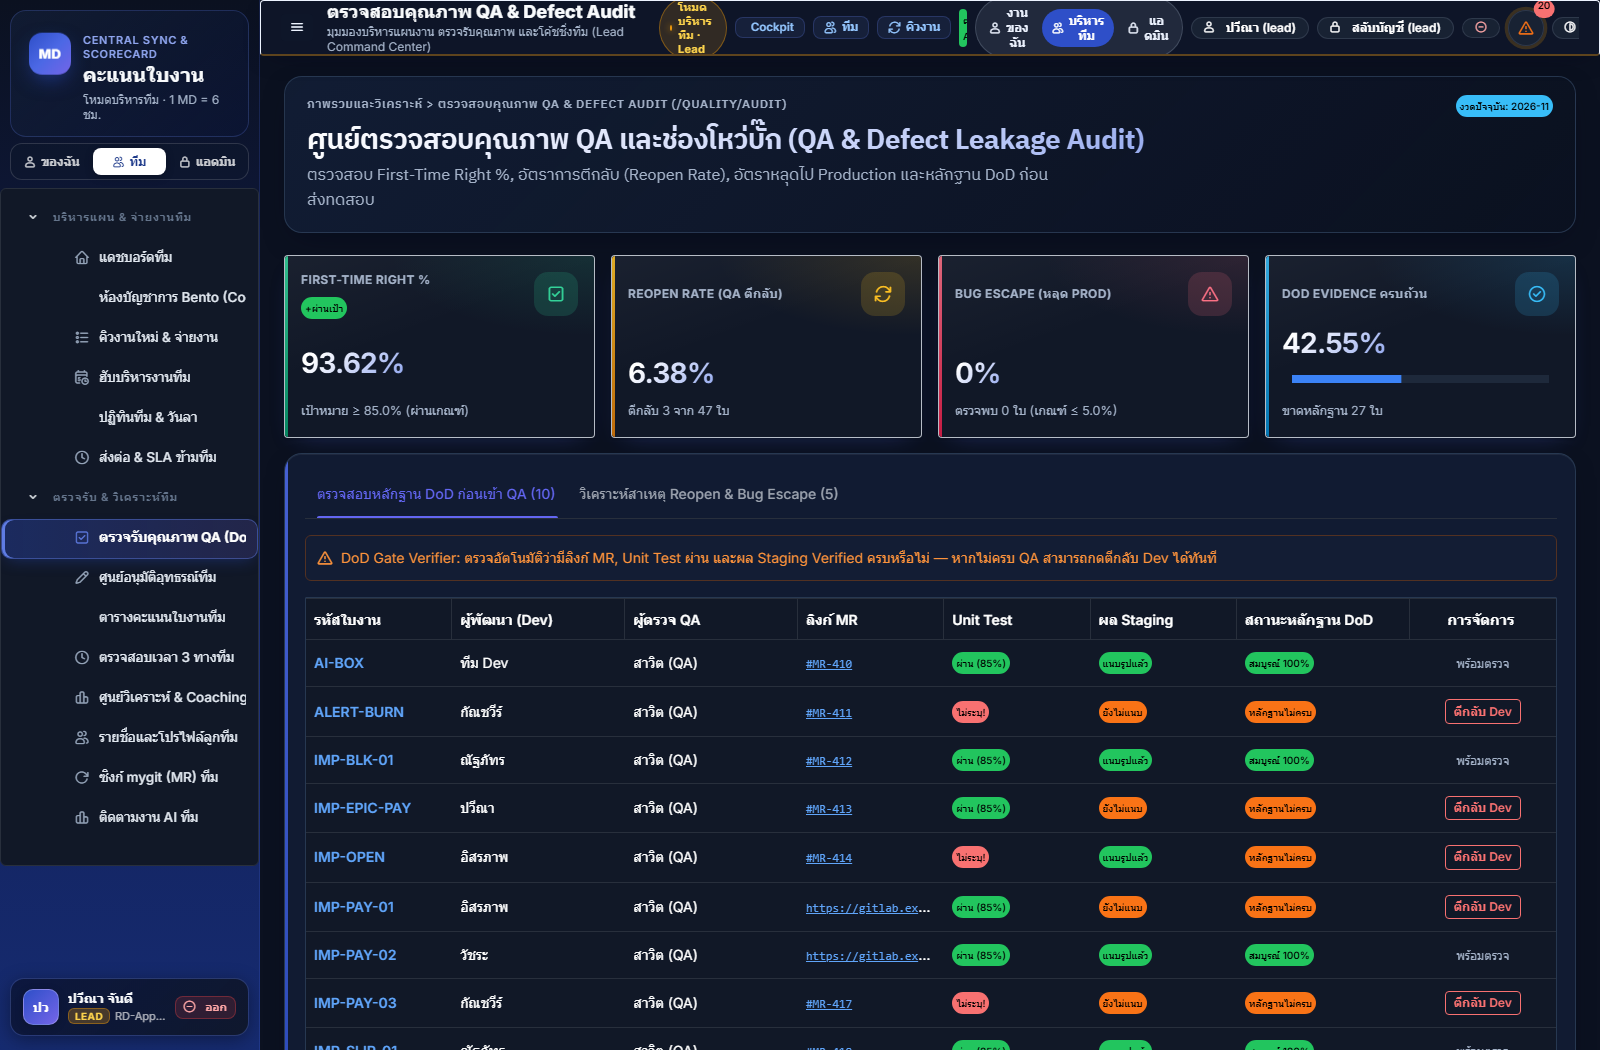 MD
CENTRAL SYNC &
SCORECARD
คะแนนใบงาน
โหมดบริหารทีม · 1 MD = 6
ชม.
ของฉัน
ทีม
แอดมิน
บริหารแผน & จ่ายงานทีม
แดชบอร์ดทีม
ห้องบัญชาการ Bento (Co
คิวงานใหม่ & จ่ายงาน
ฮับบริหารงานทีม
ปฏิทินทีม & วันลา
ส่งต่อ & SLA ข้ามทีม
ตรวจรับ & วิเคราะห์ทีม
ตรวจรับคุณภาพ QA (Do
ศูนย์อนุมัติอุทธรณ์ทีม
ตารางคะแนนใบงานทีม
ตรวจสอบเวลา 3 ทางทีม
ศูนย์วิเคราะห์ & Coaching
รายชื่อและโปรไฟล์ลูกทีม
ซิงก์ mygit (MR) ทีม
ติดตามงาน AI ทีม
ปว
ปวีณา จันดี
LEAD RD-App...
ออก
ตรวจสอบคุณภาพ QA & Defect Audit
มุมมองบริหารแผนงาน ตรวจรับคุณภาพ และโค้ชชิ่งทีม (Lead
Command Center)
โหมด
บริหาร
ทีม ·
Lead
Cockpit
ทีม
คิวงาน
งาน
ของ
ฉัน
บริหาร
ทีม
แอ
ดมิน
ปวีณา (lead)
สลับบัญชี (lead)
20
ภาพรวมและวิเคราะห์ > ตรวจสอบคุณภาพ QA & DEFECT AUDIT (/QUALITY/AUDIT)
งวดปัจจุบัน: 2026-11
ศูนย์ตรวจสอบคุณภาพ QA และช่องโหว่บั๊ก (QA & Defect Leakage Audit)
ตรวจสอบ First-Time Right %, อัตราการตีกลับ (Reopen Rate), อัตราหลุดไป Production และหลักฐาน DoD ก่อน
ส่งทดสอบ
FIRST-TIME RIGHT %
+ผ่านเป้า
93.62%
เป้าหมาย ≥ 85.0% (ผ่านเกณฑ์)
REOPEN RATE (QA ตีกลับ)
6.38%
ตีกลับ 3 จาก 47 ใบ
BUG ESCAPE (หลุด PROD)
0%
ตรวจพบ 0 ใบ (เกณฑ์ ≤ 5.0%)
DOD EVIDENCE ครบถ้วน
42.55%
ขาดหลักฐาน 27 ใบ
ตรวจสอบหลักฐาน DoD ก่อนเข้า QA (10)
วิเคราะห์สาเหตุ Reopen & Bug Escape (5)
DoD Gate Verifier: ตรวจอัตโนมัติว่ามีลิงก์ MR, Unit Test ผ่าน และผล Staging Verified ครบหรือไม่ — หากไม่ครบ QA สามารถกดตีกลับ Dev ได้ทันที
รหัสใบงาน ผู้พัฒนา (Dev) ผู้ตรวจ QA ลิงก์ MR Unit Test ผล Staging สถานะหลักฐาน DoD การจัดการ
AI-BOX ทีม Dev สาวิต (QA) #MR-410 ผ่าน (85%) แนบรูปแล้ว สมบูรณ์ 100% พร้อมตรวจ
ALERT-BURN กัณชวีร์ สาวิต (QA) #MR-411 ไม่ระบุ! ยังไม่แนบ หลักฐานไม่ครบ ตีกลับ Dev
IMP-BLK-01 ณัฐภัทร สาวิต (QA) #MR-412 ผ่าน (85%) แนบรูปแล้ว สมบูรณ์ 100% พร้อมตรวจ
IMP-EPIC-PAY ปวีณา สาวิต (QA) #MR-413 ผ่าน (85%) ยังไม่แนบ หลักฐานไม่ครบ ตีกลับ Dev
IMP-OPEN อิสรภาพ สาวิต (QA) #MR-414 ไม่ระบุ! แนบรูปแล้ว หลักฐานไม่ครบ ตีกลับ Dev
IMP-PAY-01 อิสรภาพ สาวิต (QA) https://gitlab.ex... ผ่าน (85%) ยังไม่แนบ หลักฐานไม่ครบ ตีกลับ Dev
IMP-PAY-02 วัชระ สาวิต (QA) https://gitlab.ex... ผ่าน (85%) แนบรูปแล้ว สมบูรณ์ 100% พร้อมตรวจ
IMP-PAY-03 กัณชวีร์ สาวิต (QA) #MR-417 ไม่ระบุ! ยังไม่แนบ หลักฐานไม่ครบ ตีกลับ Dev